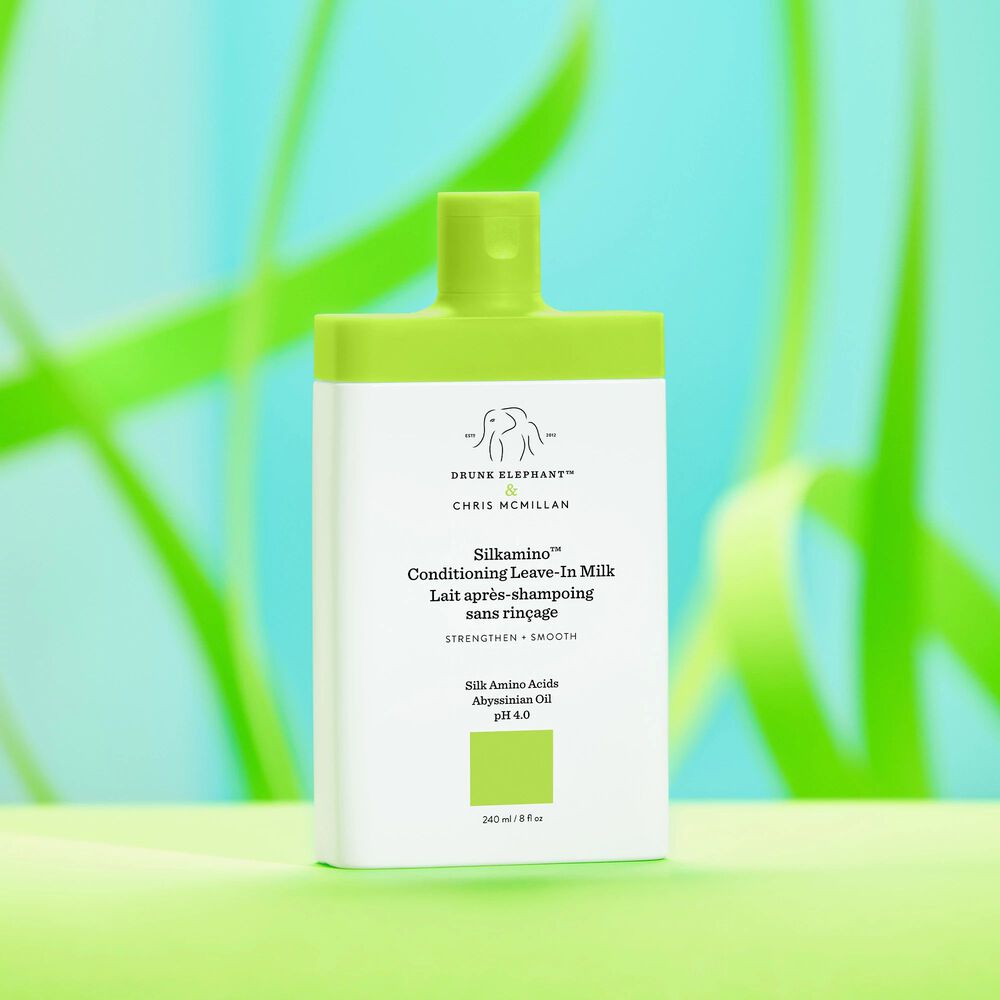 ESTD 2012
DRUNK ELEPHANT™
&
CHRIS MCMILLAN
Silkamino™
Conditioning Leave-In Milk
Lait après-shampoing
sans rinçage
STRENGTHEN + SMOOTH
Silk Amino Acids
Abyssinian Oil
pH 4.0
240 ml / 8 fl oz